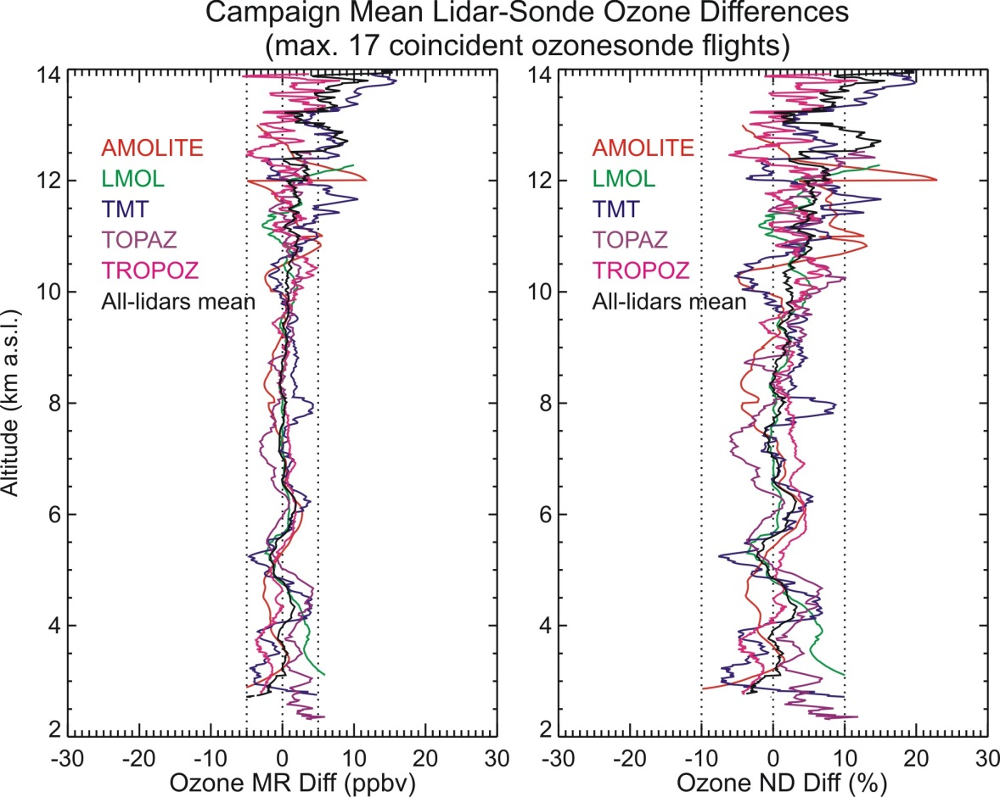 Campaign Mean Lidar-Sonde Ozone Differences
(max. 17 coincident ozonesonde flights)
Altitude (km a.s.l.)
14
12
10
8
6
4
2
AMOLITE
LMOL
TMT
TOPAZ
TROPOZ
All-lidars mean
-30 -20 -10 0 10 20 30
Ozone MR Diff (ppbv)
14
12
10
8
6
4
2
AMOLITE
LMOL
TMT
TOPAZ
TROPOZ
All-lidars mean
-30 -20 -10 0 10 20 30
Ozone ND Diff (%)